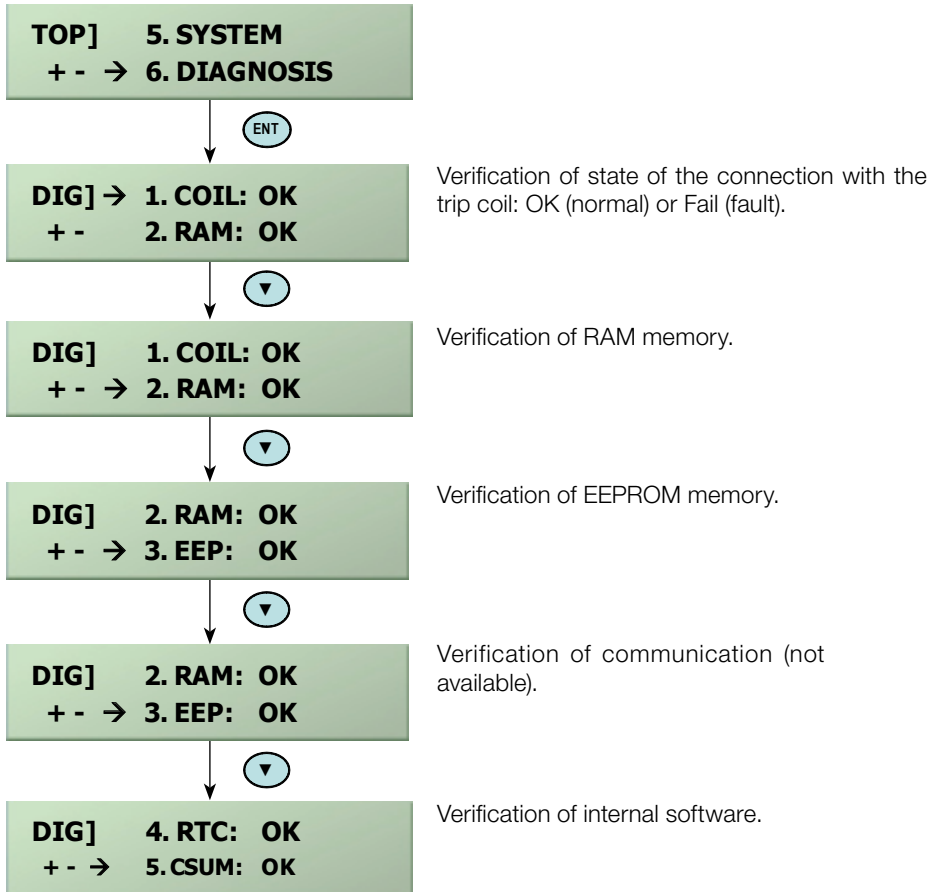 TOP] 5. SYSTEM
+ - → 6. DIAGNOSIS
ENT
DIG] → 1. COIL: OK
+ - 2. RAM: OK
Verification of state of the connection with the
trip coil: OK (normal) or Fail (fault).
▼
DIG] 1. COIL: OK
+ - → 2. RAM: OK
Verification of RAM memory.
▼
DIG] 2. RAM: OK
+ - → 3. EEP: OK
Verification of EEPROM memory.
▼
DIG] 2. RAM: OK
+ - → 3. EEP: OK
Verification of communication (not
available).
▼
DIG] 4. RTC: OK
+ - → 5. CSUM: OK
Verification of internal software.